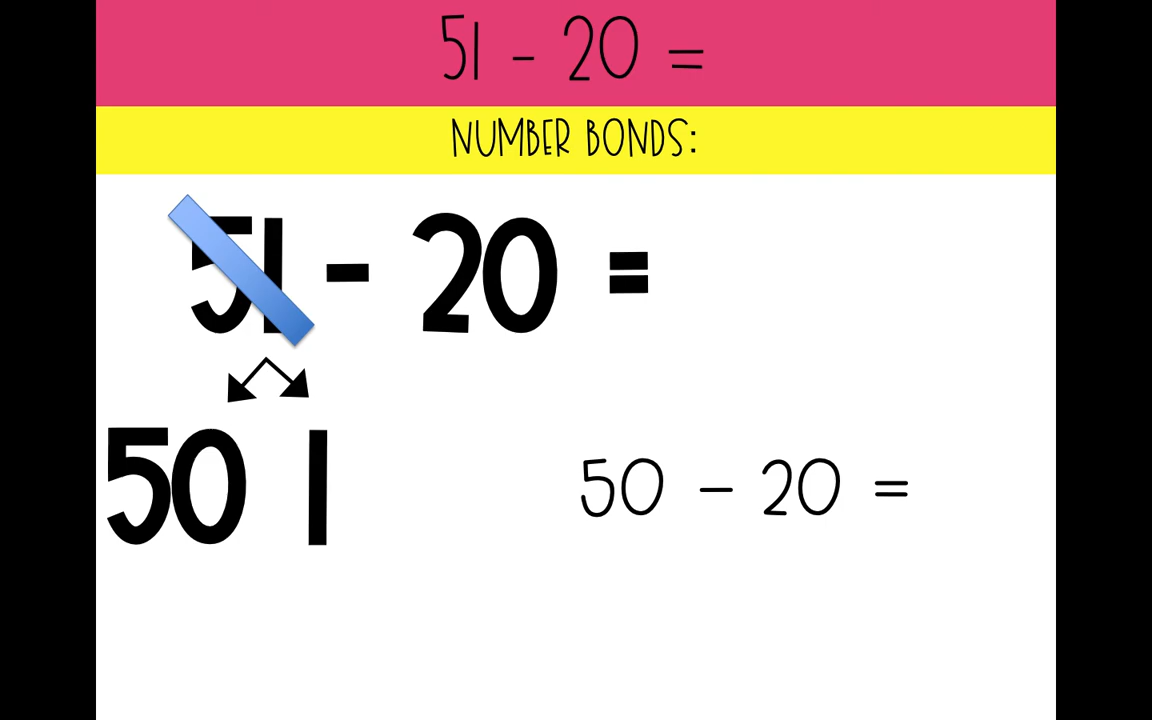 51 - 20 =
NUMBER BONDS:
51 - 20 =
50 1
50 - 20 =